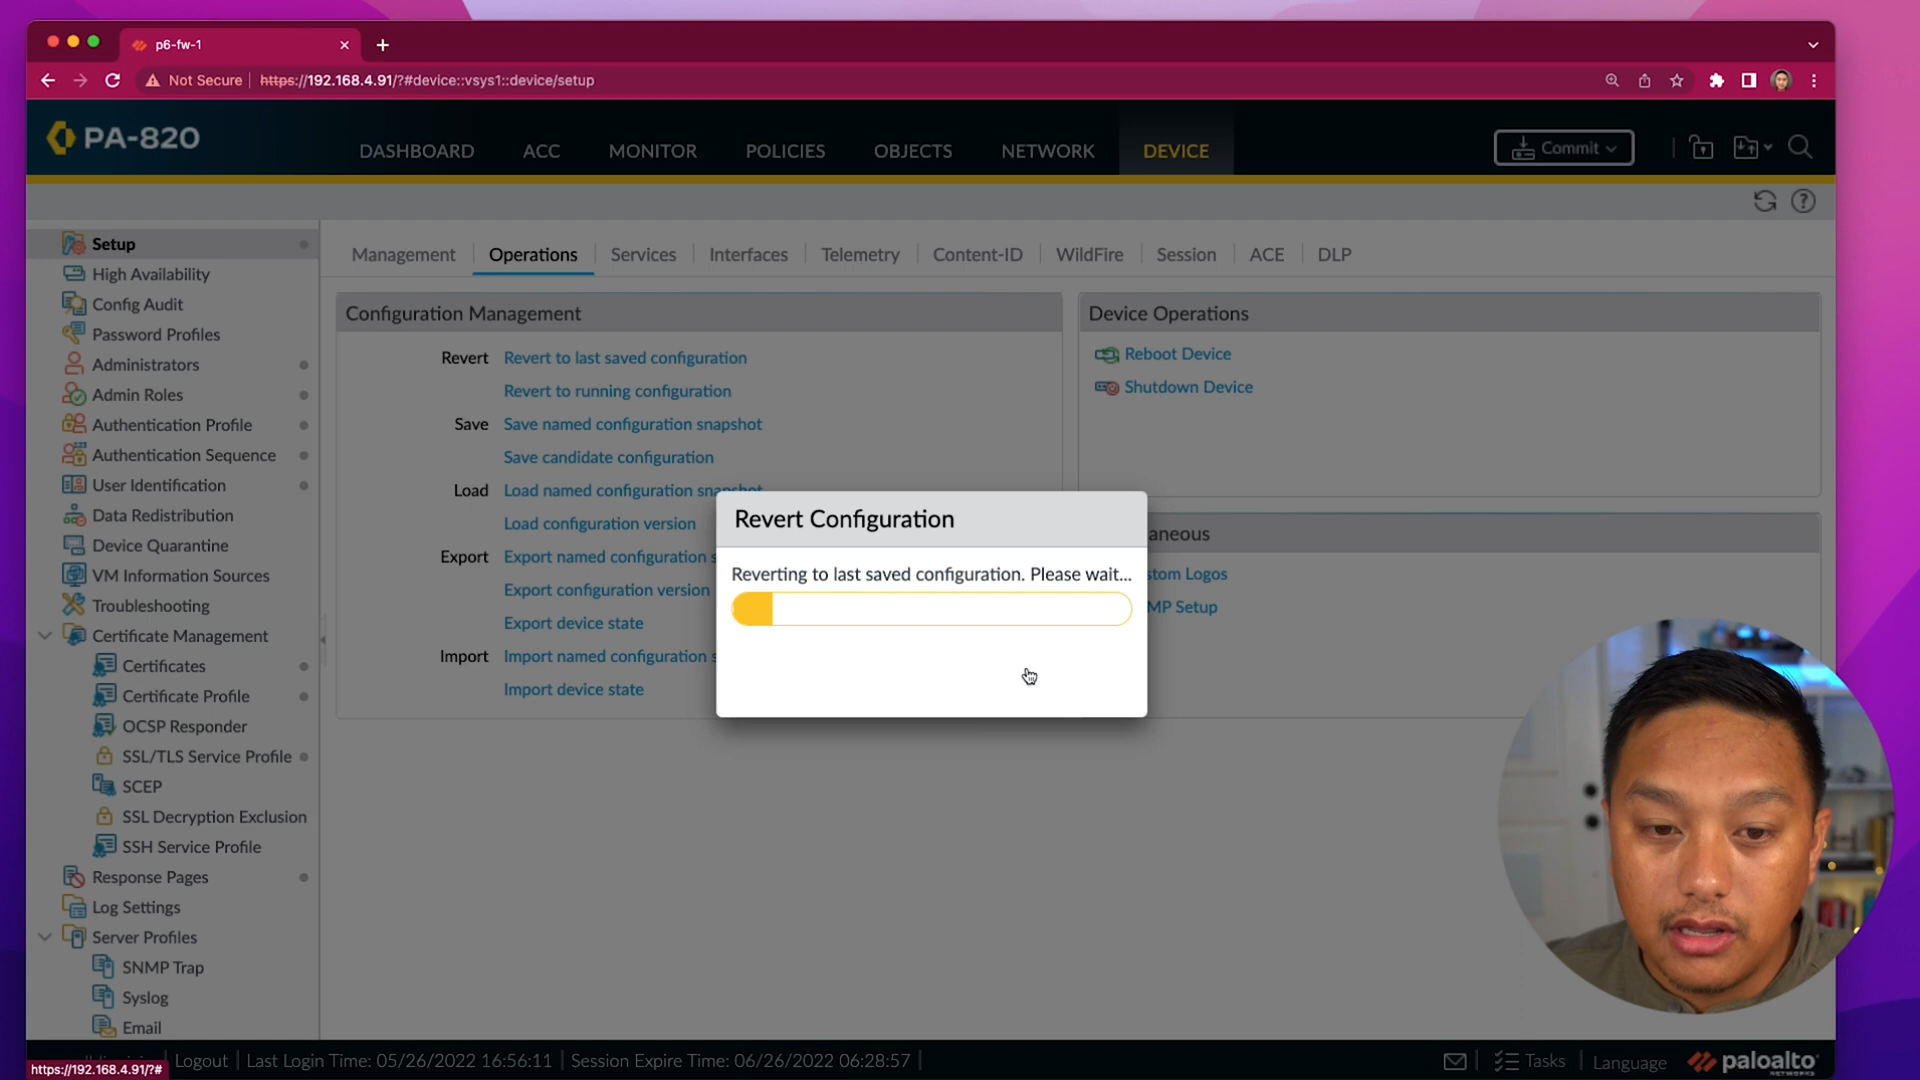 p6-fw-1
Not Secure
https://192.168.4.91/?#device::vsys1::device/setup
PA-820
DASHBOARD
ACC
MONITOR
POLICIES
OBJECTS
NETWORK
DEVICE
Commit
Setup
High Availability
Config Audit
Password Profiles
Administrators
Admin Roles
Authentication Profile
Authentication Sequence
User Identification
Data Redistribution
Device Quarantine
VM Information Sources
Troubleshooting
Certificate Management
Certificates
Certificate Profile
OCSP Responder
SSL/TLS Service Profile
SCEP
SSL Decryption Exclusion
SSH Service Profile
Response Pages
Log Settings
Server Profiles
SNMP Trap
Syslog
Email
Management
Operations
Services
Interfaces
Telemetry
Content-ID
WildFire
Session
ACE
DLP
Configuration Management
Revert
Revert to last saved configuration
Revert to running configuration
Save
Save named configuration snapshot
Save candidate configuration
Load
Load named configuration snapshot
Load configuration version
Export
Export named configuration s
Export configuration version
Export device state
Import
Import named configuration s
Import device state
Device Operations
Reboot Device
Shutdown Device
aneous
stom Logos
MP Setup
Revert Configuration
Reverting to last saved configuration. Please wait...
https://192.168.4.91/?#
Logout
Last Login Time: 05/26/2022 16:56:11
Session Expire Time: 06/26/2022 06:28:57
Tasks
Language
paloalto
NETWORKS